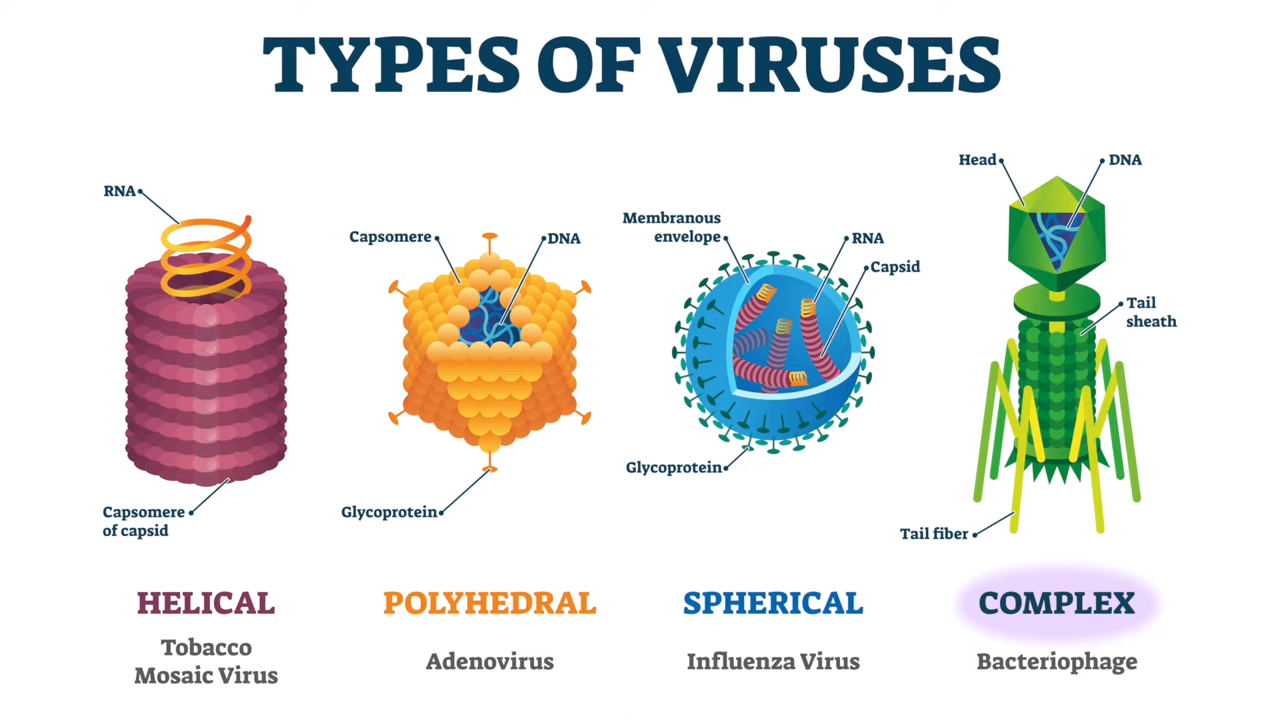 TYPES OF VIRUSES
RNA
Capsomere
of capsid
HELICAL
Tobacco
Mosaic Virus
Capsomere
DNA
Glycoprotein
POLYHEDRAL
Adenovirus
Membranous
envelope
RNA
Capsid
Glycoprotein
SPHERICAL
Influenza Virus
Head
DNA
Tail
sheath
Tail fiber
COMPLEX
Bacteriophage